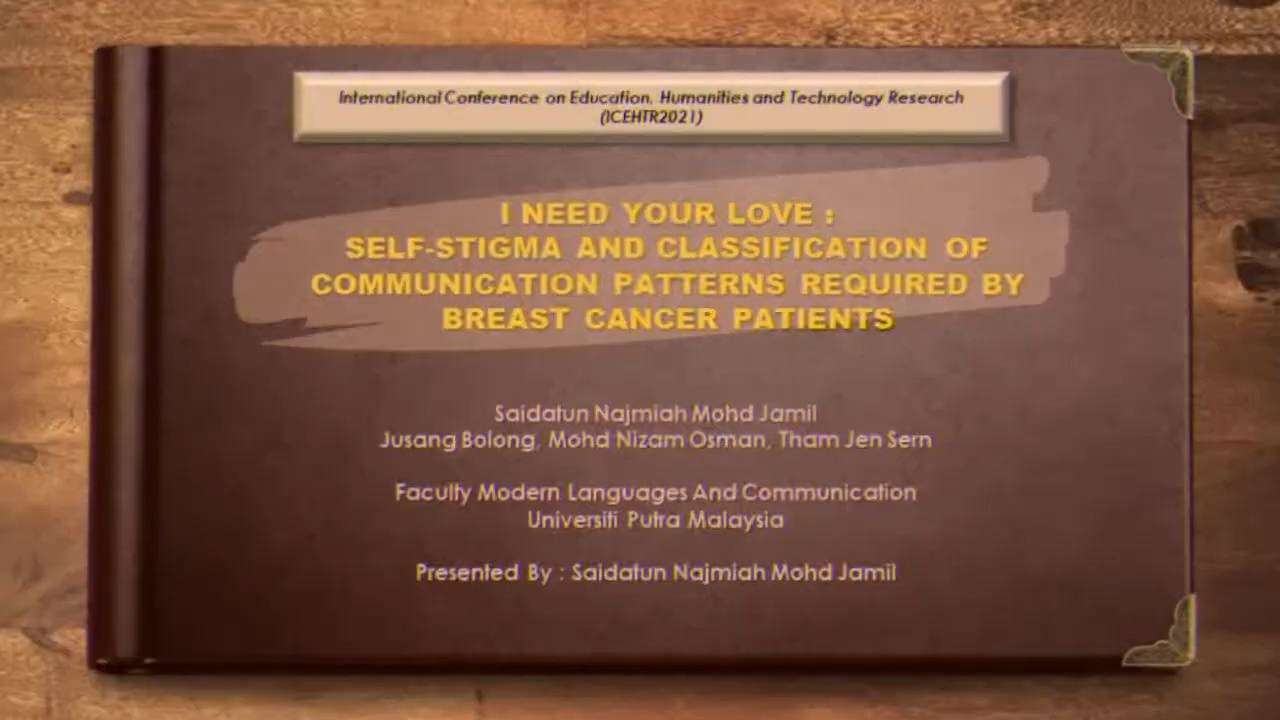 International Conference on Education, Humanities and Technology Research
(ICEHTR2021)
I NEED YOUR LOVE :
SELF-STIGMA AND CLASSIFICATION OF
COMMUNICATION PATTERNS REQUIRED BY
BREAST CANCER PATIENTS
Saidatun Najmiah Mohd Jamil
Jusang Bolong, Mohd Nizam Osman, Tham Jen Sern
Faculty Modern Languages And Communication
Universiti Putra Malaysia
Presented By : Saidatun Najmiah Mohd Jamil